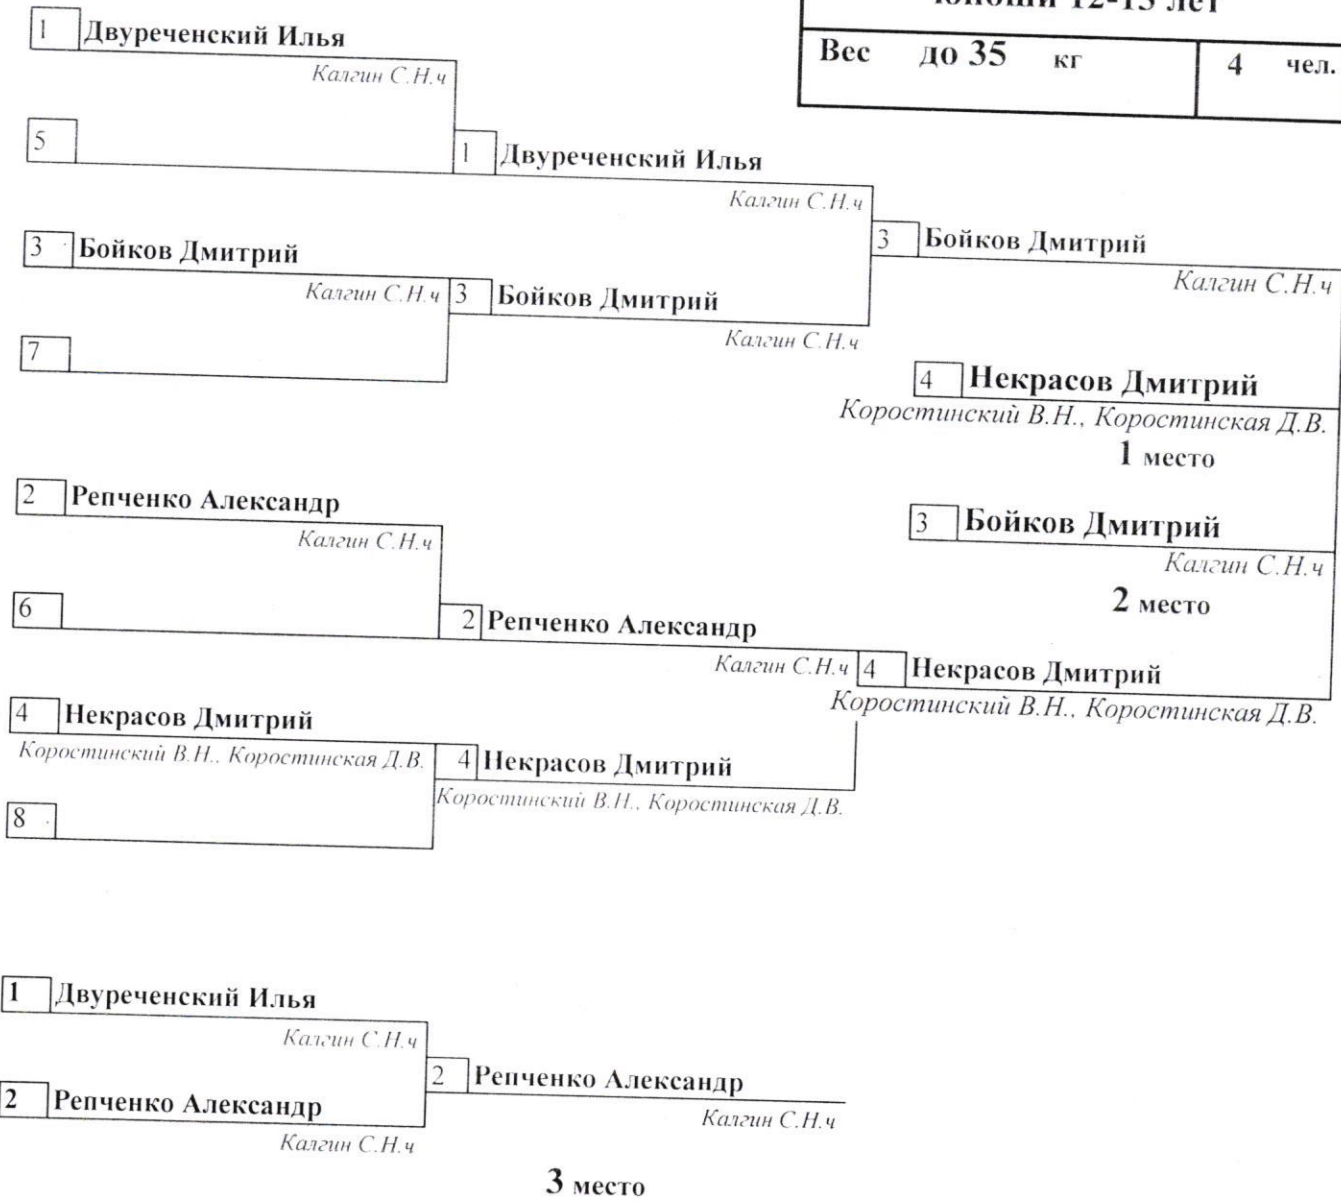 юноши 12-13 лет
Вес до 35 кг 4 чел.
1 Двуреченский Илья
Калгин С.Н.ч
5
1 Двуреченский Илья
Калгин С.Н.ч
3 Бойков Дмитрий
Калгин С.Н.ч
3 Бойков Дмитрий
Калгин С.Н.ч
3 Бойков Дмитрий
Калгин С.Н.ч
7
4 Некрасов Дмитрий
Коростинский В.Н., Коростинская Д.В.
1 место
2 Репченко Александр
Калгин С.Н.ч
3 Бойков Дмитрий
Калгин С.Н.ч
2 место
6
2 Репченко Александр
Калгин С.Н.ч
4 Некрасов Дмитрий
Коростинский В.Н., Коростинская Д.В.
4 Некрасов Дмитрий
Коростинский В.Н., Коростинская Д.В.
4 Некрасов Дмитрий
Коростинский В.Н., Коростинская Д.В.
8
1 Двуреченский Илья
Калгин С.Н.ч
2 Репченко Александр
Калгин С.Н.ч
2 Репченко Александр
Калгин С.Н.ч
3 место